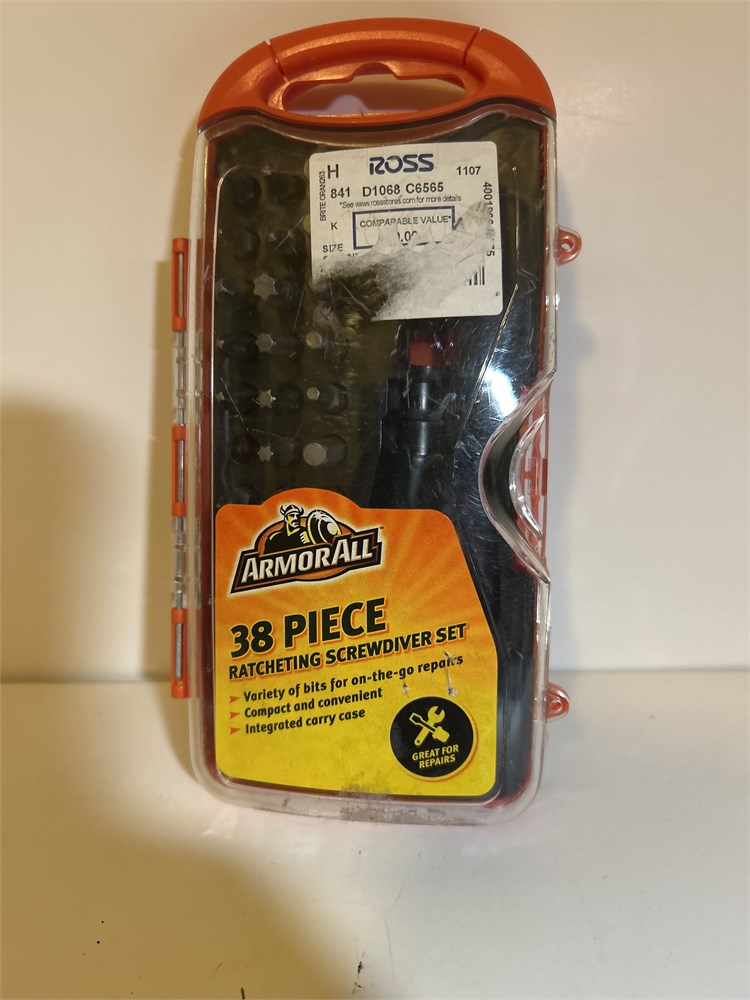 H ROSS 1107
841 D1068 C6565
*See www.rossstores.com for more details
K COMPARABLE VALUE*
SIZE
ARMORALL
38 PIECE
RATCHETING SCREWDIVER SET
Variety of bits for on-the-go repairs
Compact and convenient
Integrated carry case
GREAT FOR
REPAIRS